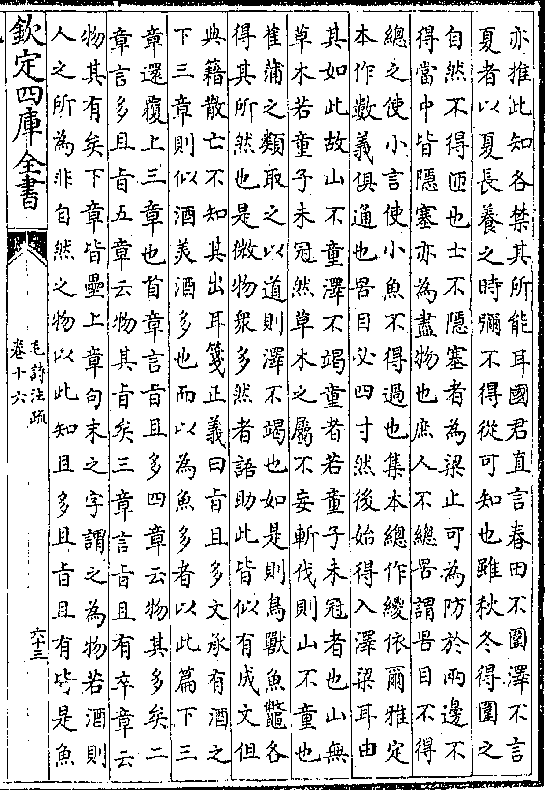 亦推此知各禁其所能耳國君直言春田不圍澤不言
夏者以夏長養之時彌不得從可知也雖秋冬得圍之
自然不得匝也士不隱塞者為梁止可為防於兩邊不
得當中皆隱塞亦為盡物也庶人不總罟謂罟目不得
總之使小言使小魚不得過也集本總作緵依爾雅定
本作數義俱通也罟目必四寸然後始得入澤梁耳由
其如此故山不童澤不竭童者若童子未冠者也山無
草木若童子未冠然草木之屬不妄斬伐則山不童也
萑蒲之類取之以道則澤不竭也如是則鳥獸魚鼈各
得其所然也是微物衆多然者語助此皆似有成文但
典籍散亡不知其出耳箋正義曰㫖且多文承有酒之
下三章則似酒美酒多也而以為魚多者以此篇下三
章還覆上三章也首章言㫖且多四章云物其多矣二
章言多且㫖五章云物其㫖矣三章言㫖且有卒章云
物其有矣下章皆疊上章句末之字謂之為物若酒則
人之所為非自然之物以此知且多且㫖且有皆是魚
欽定四庫全書
毛詩注疏
卷十六
六十三